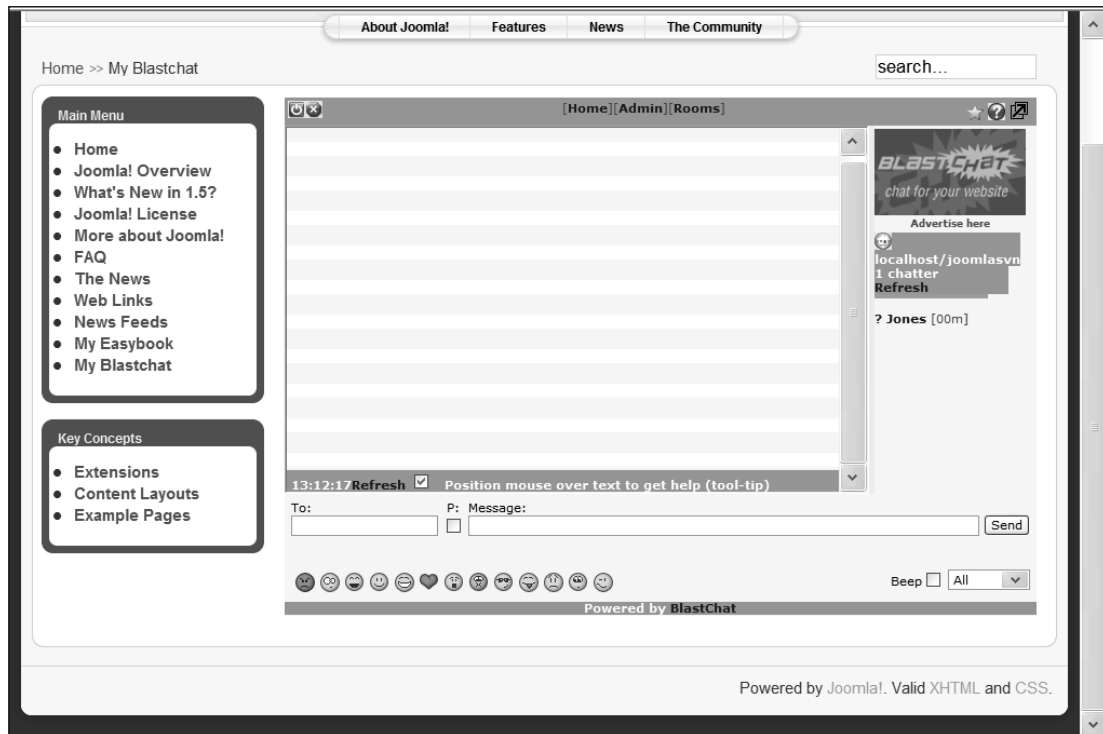 About Joomla! Features News The Community
Home >> My Blastchat
search...
Main Menu
Home
Joomla! Overview
What's New in 1.5?
Joomla! License
More about Joomla!
FAQ
The News
Web Links
News Feeds
My Easybook
My Blastchat
Key Concepts
Extensions
Content Layouts
Example Pages
[Home][Admin][Rooms]
BLASTCHAT
chat for your website
Advertise here
localhost/joomlasvn
1 chatter
Refresh
? Jones [00m]
13:12:17Refresh Position mouse over text to get help (tool-tip)
To: P: Message:
Send
Beep All
Powered by BlastChat
Powered by Joomla!. Valid XHTML and CSS.